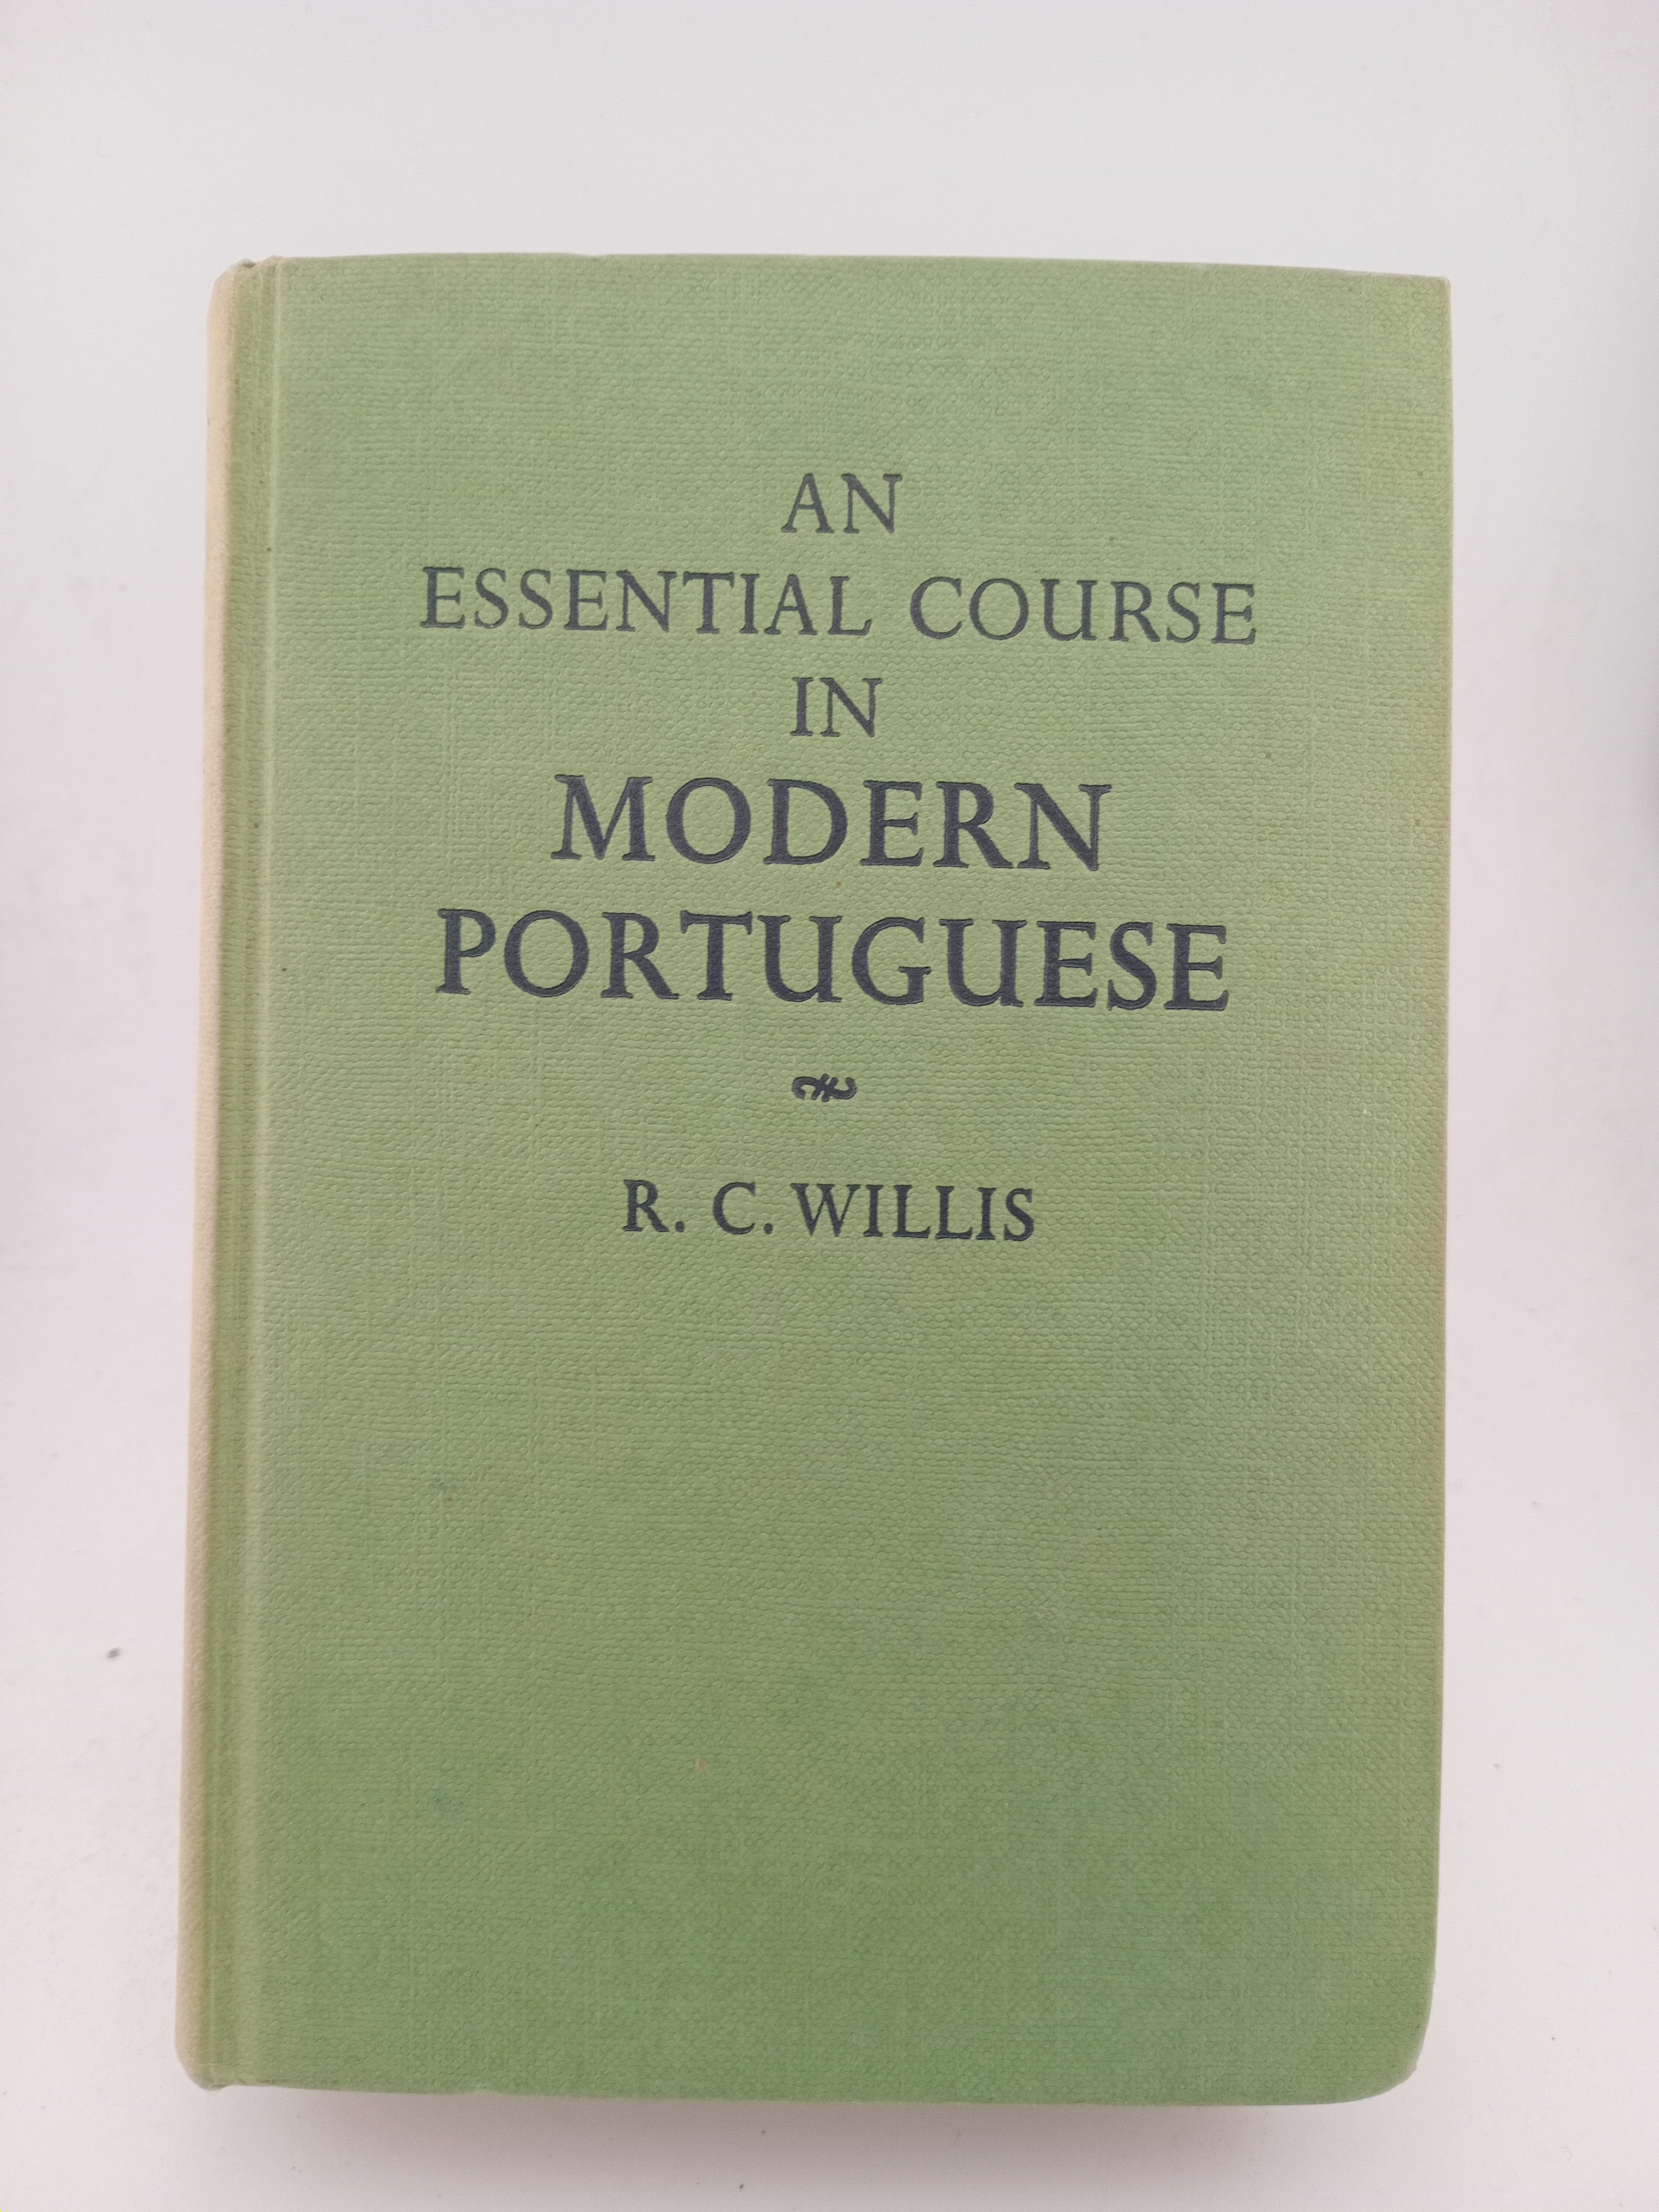 AN
ESSENTIAL COURSE
IN
MODERN
PORTUGUESE
R. C. WILLIS